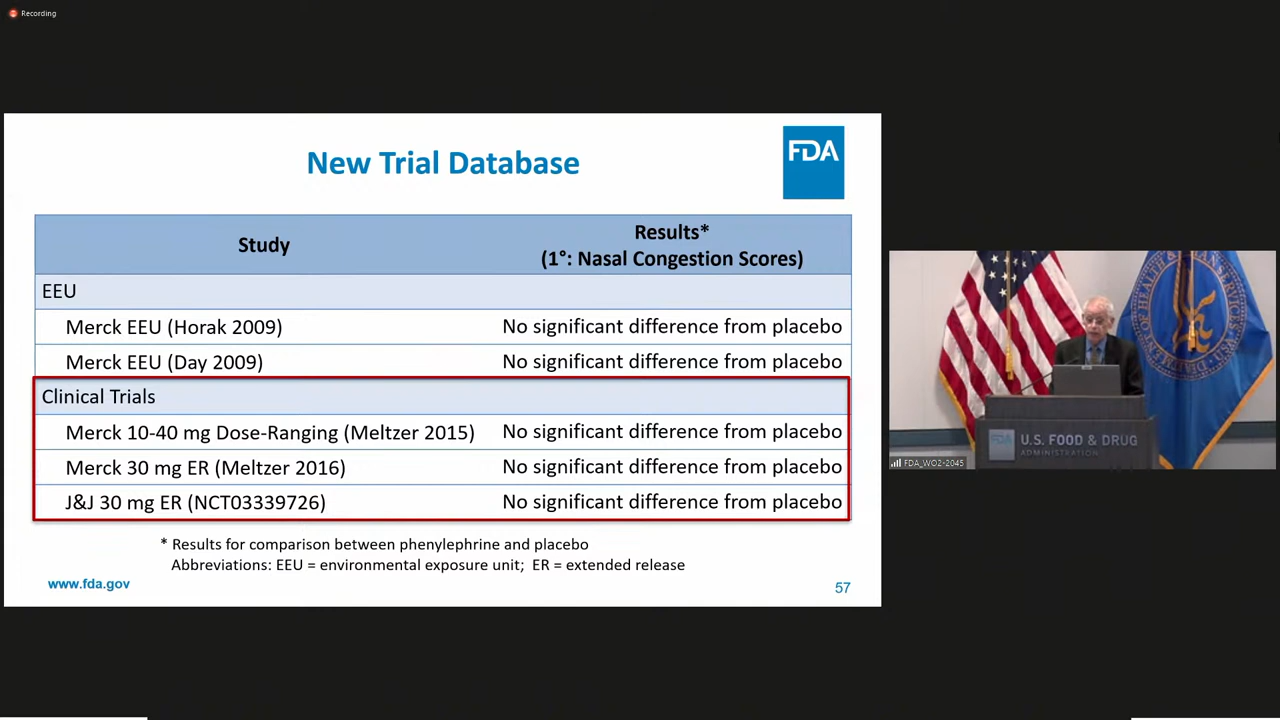 Recording
New Trial Database
FDA
Study
Results*
(1°: Nasal Congestion Scores)
EEU
Merck EEU (Horak 2009)
No significant difference from placebo
Merck EEU (Day 2009)
No significant difference from placebo
Clinical Trials
Merck 10-40 mg Dose-Ranging (Meltzer 2015)
No significant difference from placebo
Merck 30 mg ER (Meltzer 2016)
No significant difference from placebo
J&J 30 mg ER (NCT03339726)
No significant difference from placebo
* Results for comparison between phenylephrine and placebo
Abbreviations: EEU = environmental exposure unit; ER = extended release
www.fda.gov
57
FDA
U.S. FOOD & DRUG
ADMINISTRATION
FDA_WO2-2045